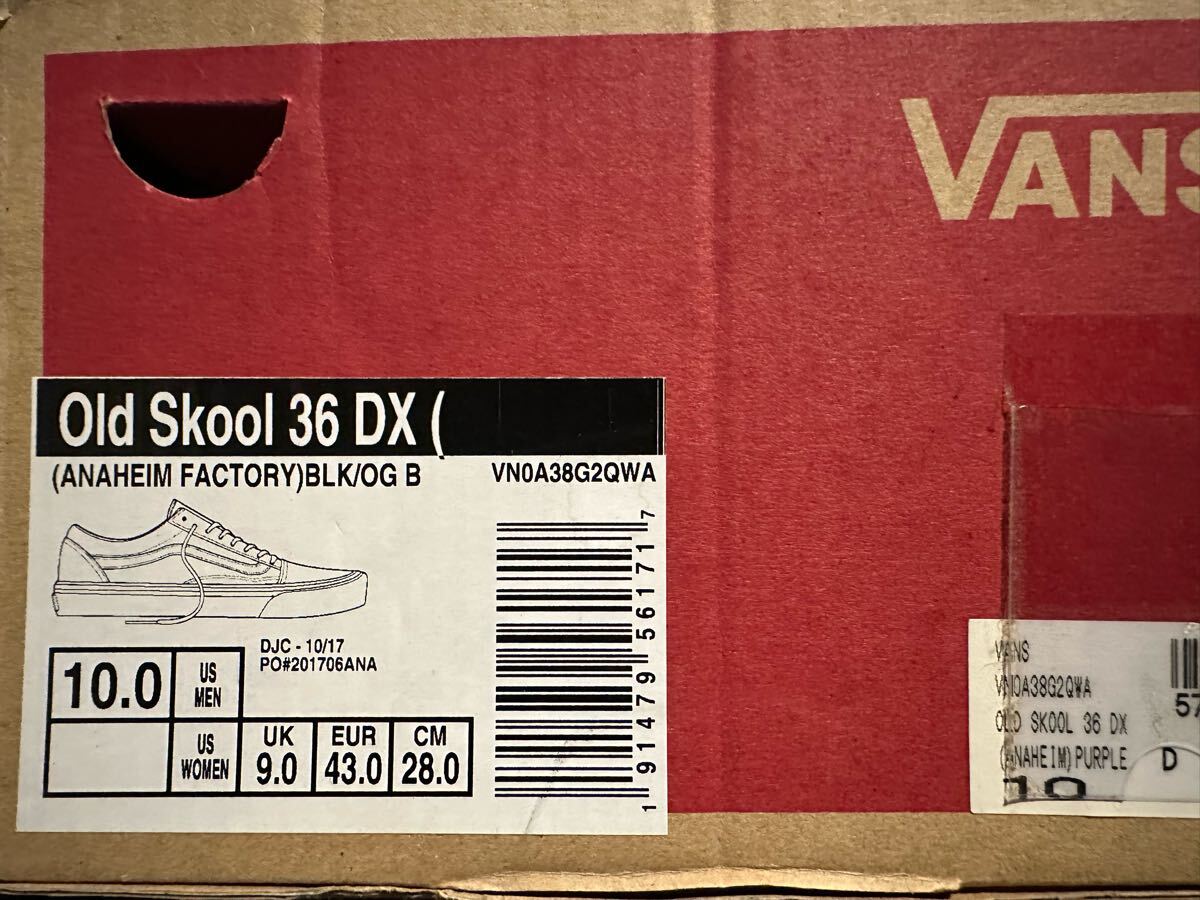 VANS
Old Skool 36 DX (
(ANAHEIM FACTORY)BLK/OG B
VN0A38G2QWA
DJC - 10/17
PO#201706ANA
10.0 US MEN
US WOMEN
UK 9.0
EUR 43.0
CM 28.0
1 91479 56171 7
VANS
VN0A38G2QWA
OLD SKOOL 36 DX
(ANAHEIM)PURPLE D
57